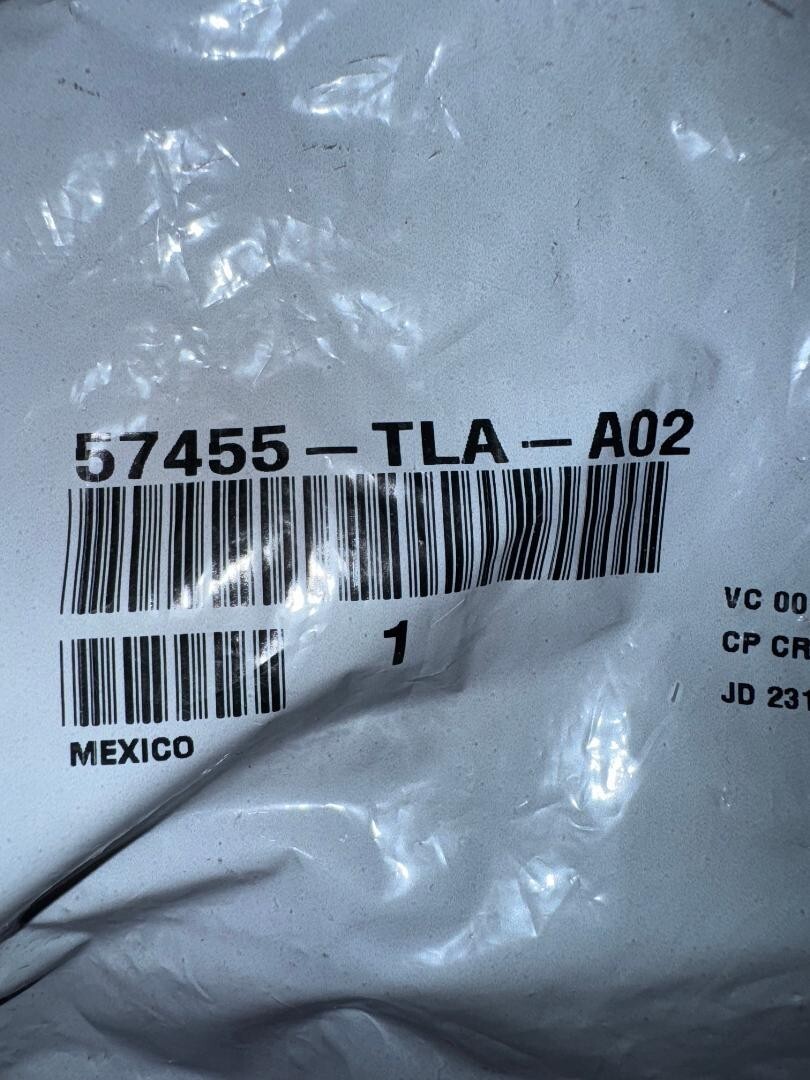 57455-TLA-A02
1
MEXICO
VC 00
CP CR
JD 231